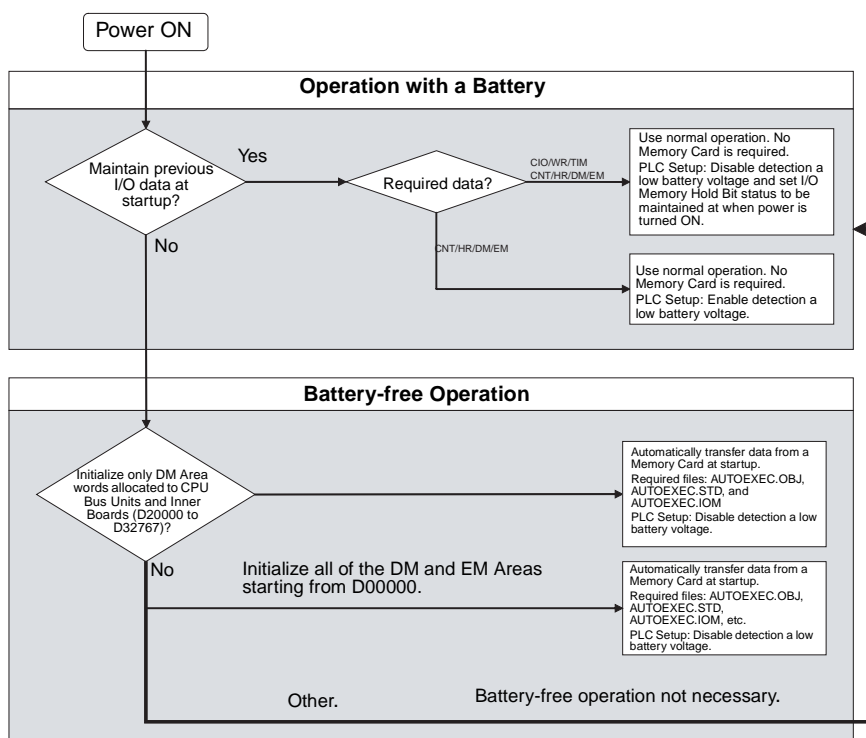 Power ON
Operation with a Battery
Maintain previous
I/O data at
startup?
Yes
No
Required data?
CIO/WR/TIM
CNT/HR/DM/EM
CNT/HR/DM/EM
Use normal operation. No
Memory Card is required.
PLC Setup: Disable detection a
low battery voltage and set I/O
Memory Hold Bit status to be
maintained at when power is
turned ON.
Use normal operation. No
Memory Card is required.
PLC Setup: Enable detection a
low battery voltage.
Battery-free Operation
Initialize only DM Area
words allocated to CPU
Bus Units and Inner
Boards (D20000 to
D32767)?
No
Automatically transfer data from a
Memory Card at startup.
Required files: AUTOEXEC.OBJ,
AUTOEXEC.STD, and
AUTOEXEC.IOM
PLC Setup: Disable detection a low
battery voltage.
Initialize all of the DM and EM Areas
starting from D00000.
Automatically transfer data from a
Memory Card at startup.
Required files: AUTOEXEC.OBJ,
AUTOEXEC.STD,
AUTOEXEC.IOM, etc.
PLC Setup: Disable detection a low
battery voltage.
Other.
Battery-free operation not necessary.